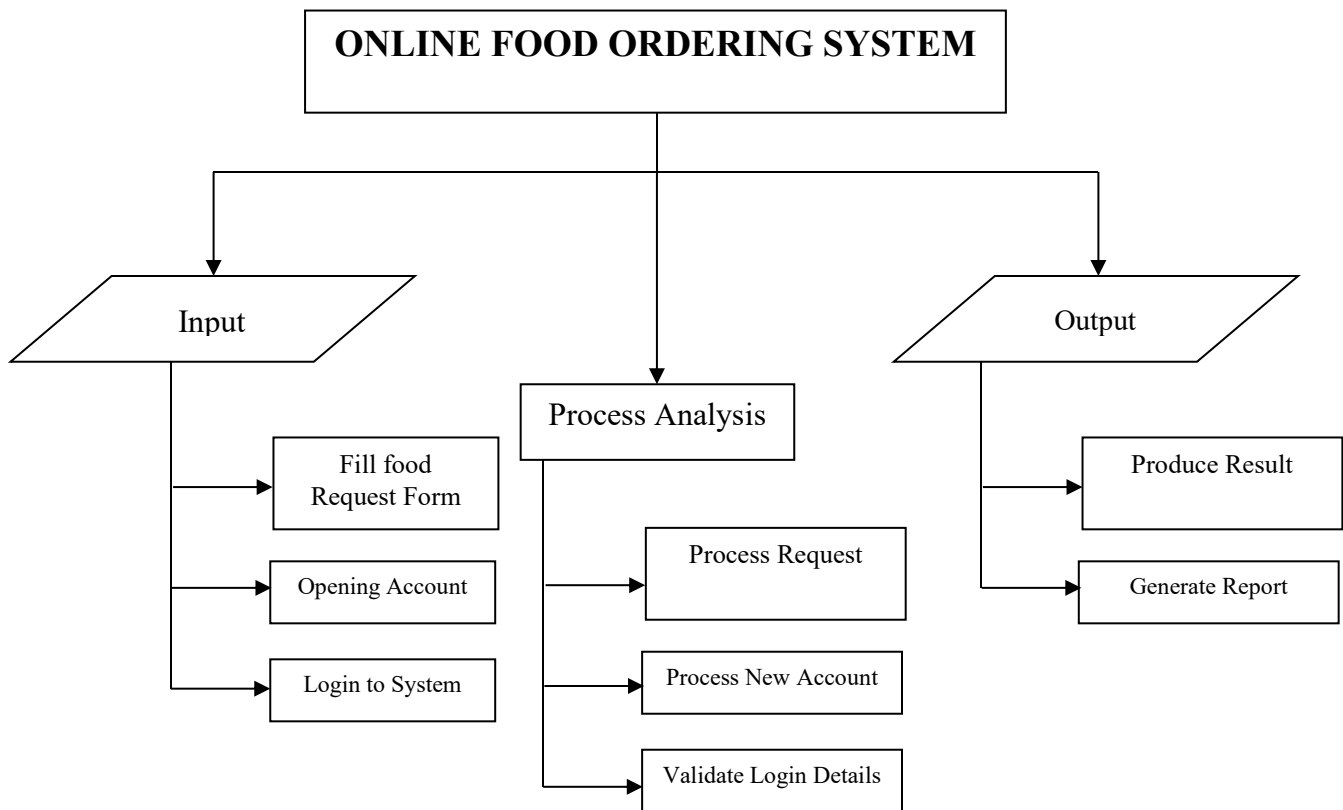 ONLINE FOOD ORDERING SYSTEM
Input
Output
Process Analysis
Fill food
Request Form
Produce Result
Process Request
Opening Account
Generate Report
Login to System
Process New Account
Validate Login Details